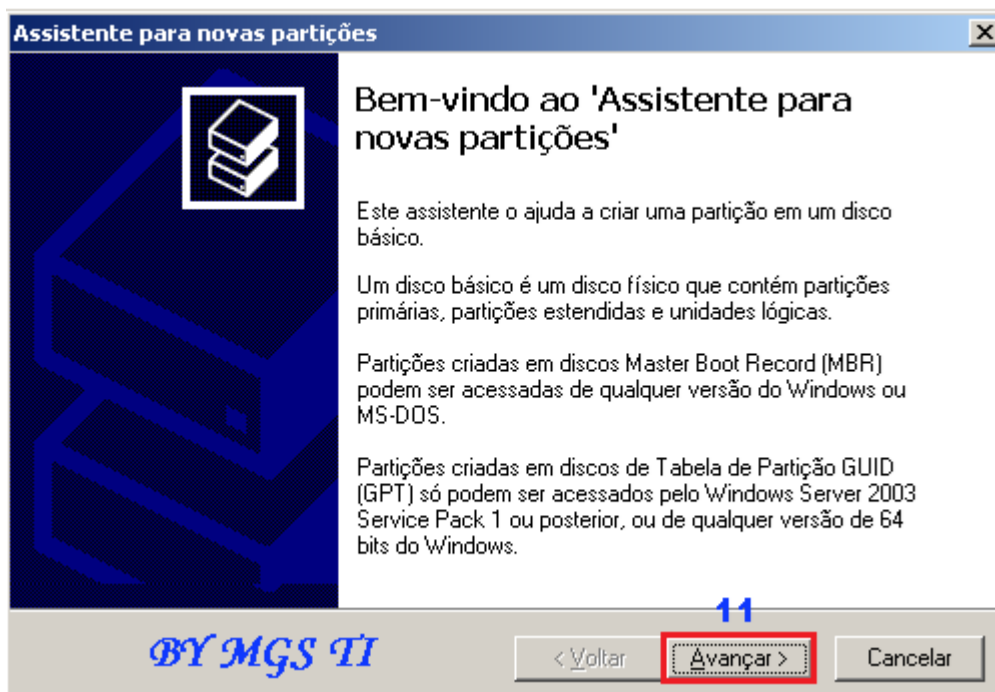 Assistente para novas partições
Bem-vindo ao 'Assistente para
novas partições'
Este assistente o ajuda a criar uma partição em um disco
básico.
Um disco básico é um disco físico que contém partições
primárias, partições estendidas e unidades lógicas.
Partições criadas em discos Master Boot Record (MBR)
podem ser acessadas de qualquer versão do Windows ou
MS-DOS.
Partições criadas em discos de Tabela de Partição GUID
(GPT) só podem ser acessados pelo Windows Server 2003
Service Pack 1 ou posterior, ou de qualquer versão de 64
bits do Windows.
11
BY MGS TI
< Voltar
Avançar >
Cancelar